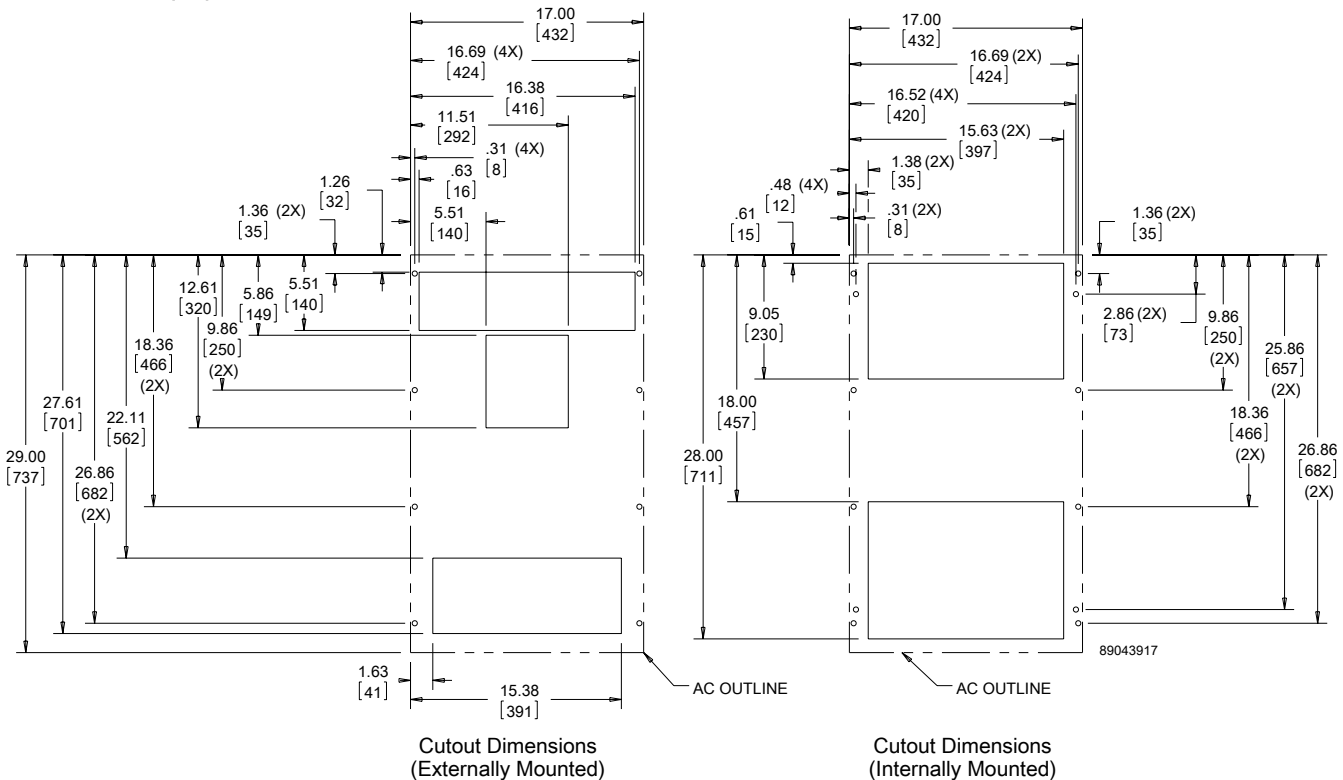 17.00
[432]
16.69 (4X)
[424]
16.38
[416]
11.51
[292]
.31 (4X)
[8]
.63
[16]
5.51
[140]
1.26
[32]
1.36 (2X)
[35]
12.61
[320]
5.86
[149]
5.51
[140]
9.86
[250]
(2X)
18.36
[466]
(2X)
27.61
[701]
22.11
[562]
29.00
[737]
26.86
[682]
(2X)
1.63
[41]
15.38
[391]
AC OUTLINE
Cutout Dimensions
(Externally Mounted)
17.00
[432]
16.69 (2X)
[424]
16.52 (4X)
[420]
15.63 (2X)
[397]
1.38 (2X)
[35]
.48 (4X)
[12]
.31 (2X)
[8]
.61
[15]
1.36 (2X)
[35]
9.05
[230]
2.86 (2X)
[73]
9.86
[250]
(2X)
25.86
[657]
(2X)
18.00
[457]
18.36
[466]
(2X)
28.00
[711]
26.86
[682]
(2X)
89043917
AC OUTLINE
Cutout Dimensions
(Internally Mounted)